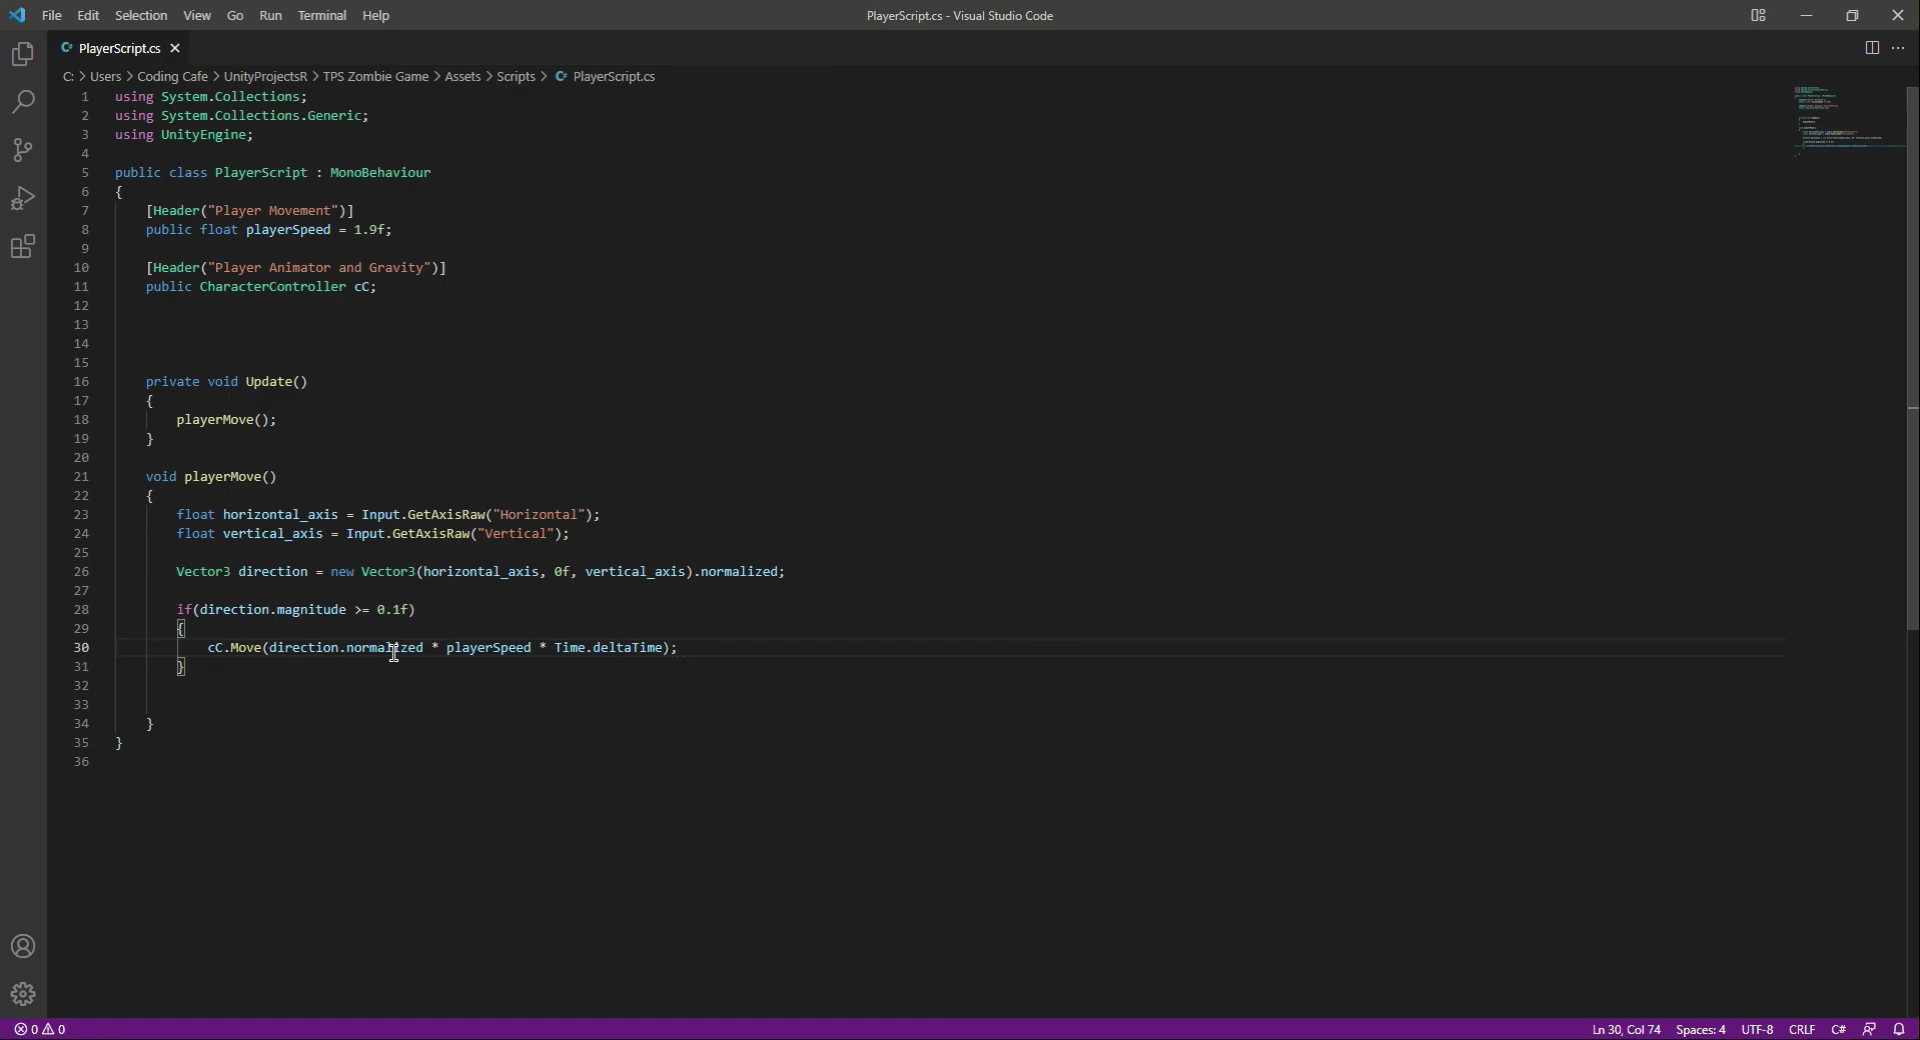 File Edit Selection View Go Run Terminal Help PlayerScript.cs - Visual Studio Code
PlayerScript.cs
C: > Users > Coding Cafe > UnityProjectsR > TPS Zombie Game > Assets > Scripts > PlayerScript.cs
1 using System.Collections;
2 using System.Collections.Generic;
3 using UnityEngine;
4
5 public class PlayerScript : MonoBehaviour
6 {
7 [Header("Player Movement")]
8 public float playerSpeed = 1.9f;
9
10 [Header("Player Animator and Gravity")]
11 public CharacterController cC;
12
13
14
15
16 private void Update()
17 {
18 playerMove();
19 }
20
21 void playerMove()
22 {
23 float horizontal_axis = Input.GetAxisRaw("Horizontal");
24 float vertical_axis = Input.GetAxisRaw("Vertical");
25
26 Vector3 direction = new Vector3(horizontal_axis, 0f, vertical_axis).normalized;
27
28 if(direction.magnitude >= 0.1f)
29 {
30 cC.Move(direction.normalized * playerSpeed * Time.deltaTime);
31 }
32
33
34 }
35 }
36
0 0 Ln 30, Col 74 Spaces: 4 UTF-8 CRLF C#